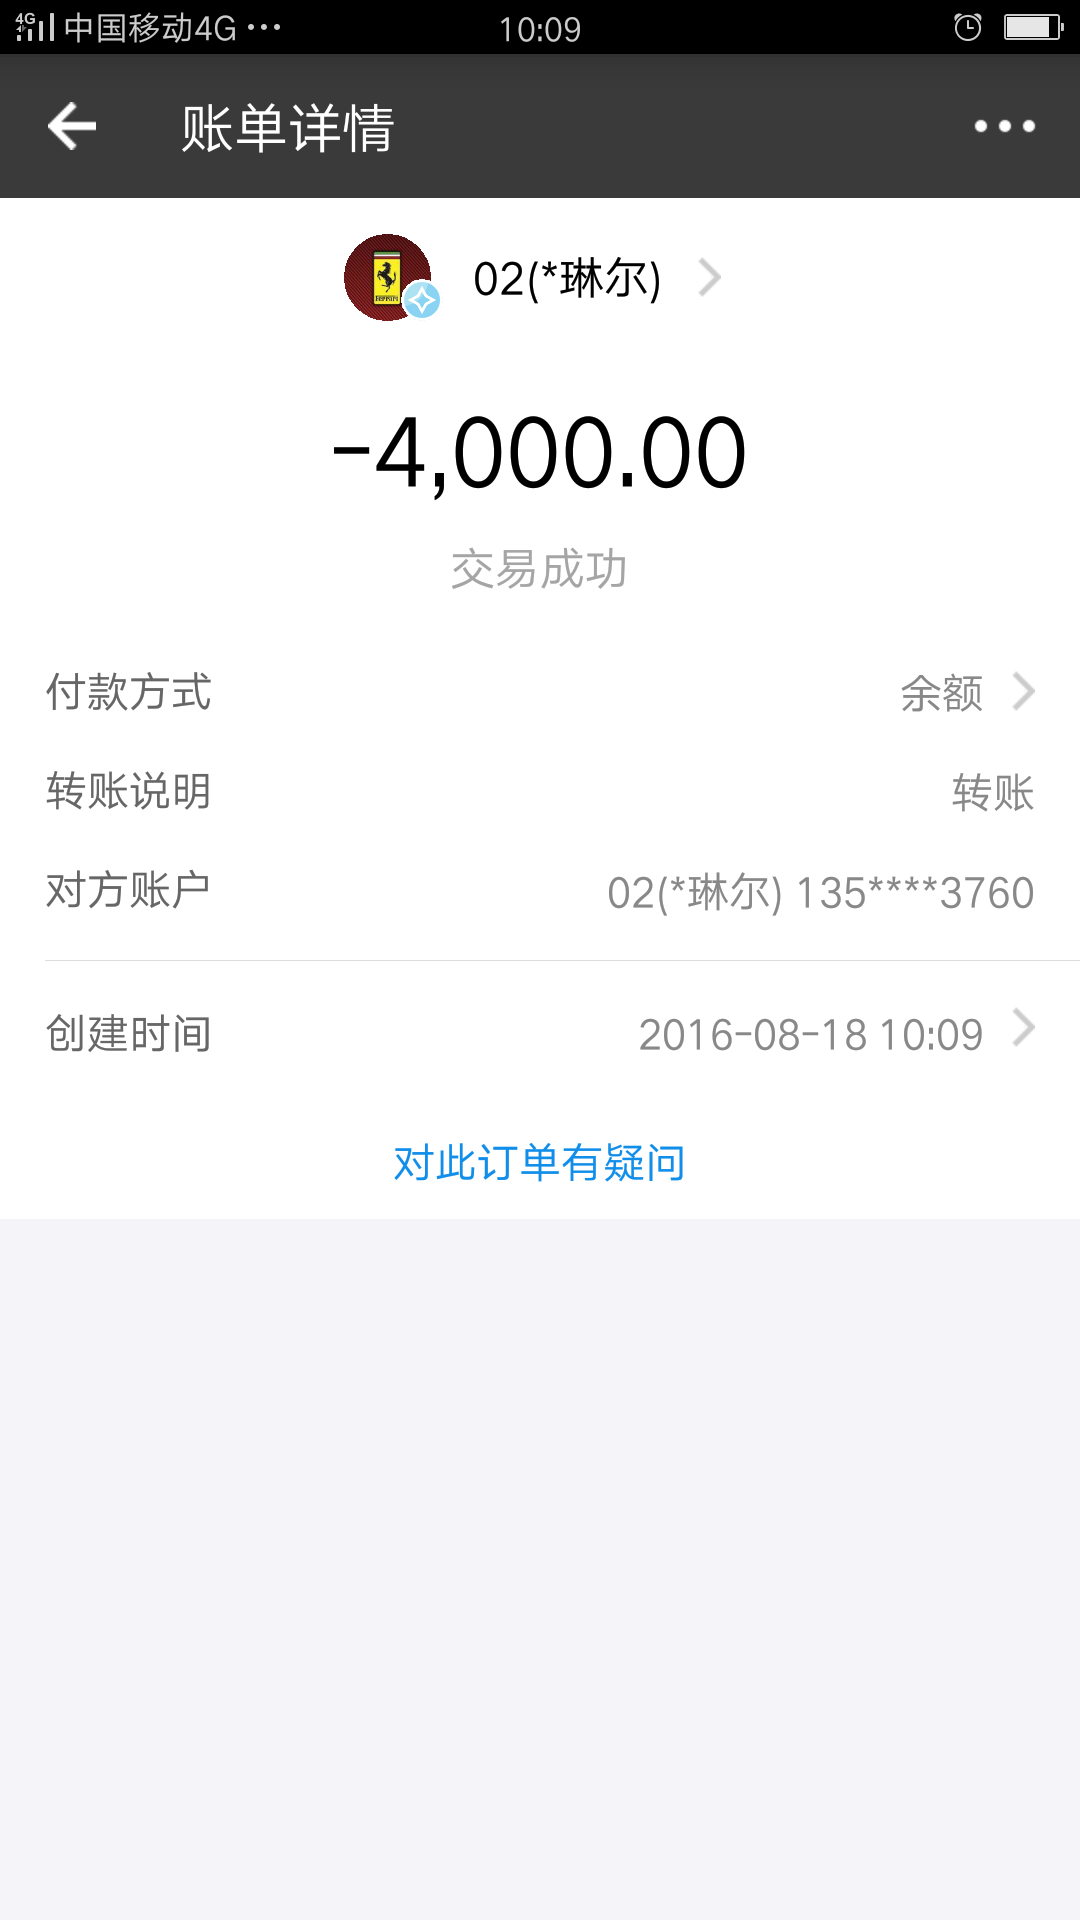 4G 中国移动4G ··· 10:09
账单详情
02(*琳尔)
-4,000.00
交易成功
付款方式 余额
转账说明 转账
对方账户 02(*琳尔) 135****3760
创建时间 2016-08-18 10:09
对此订单有疑问